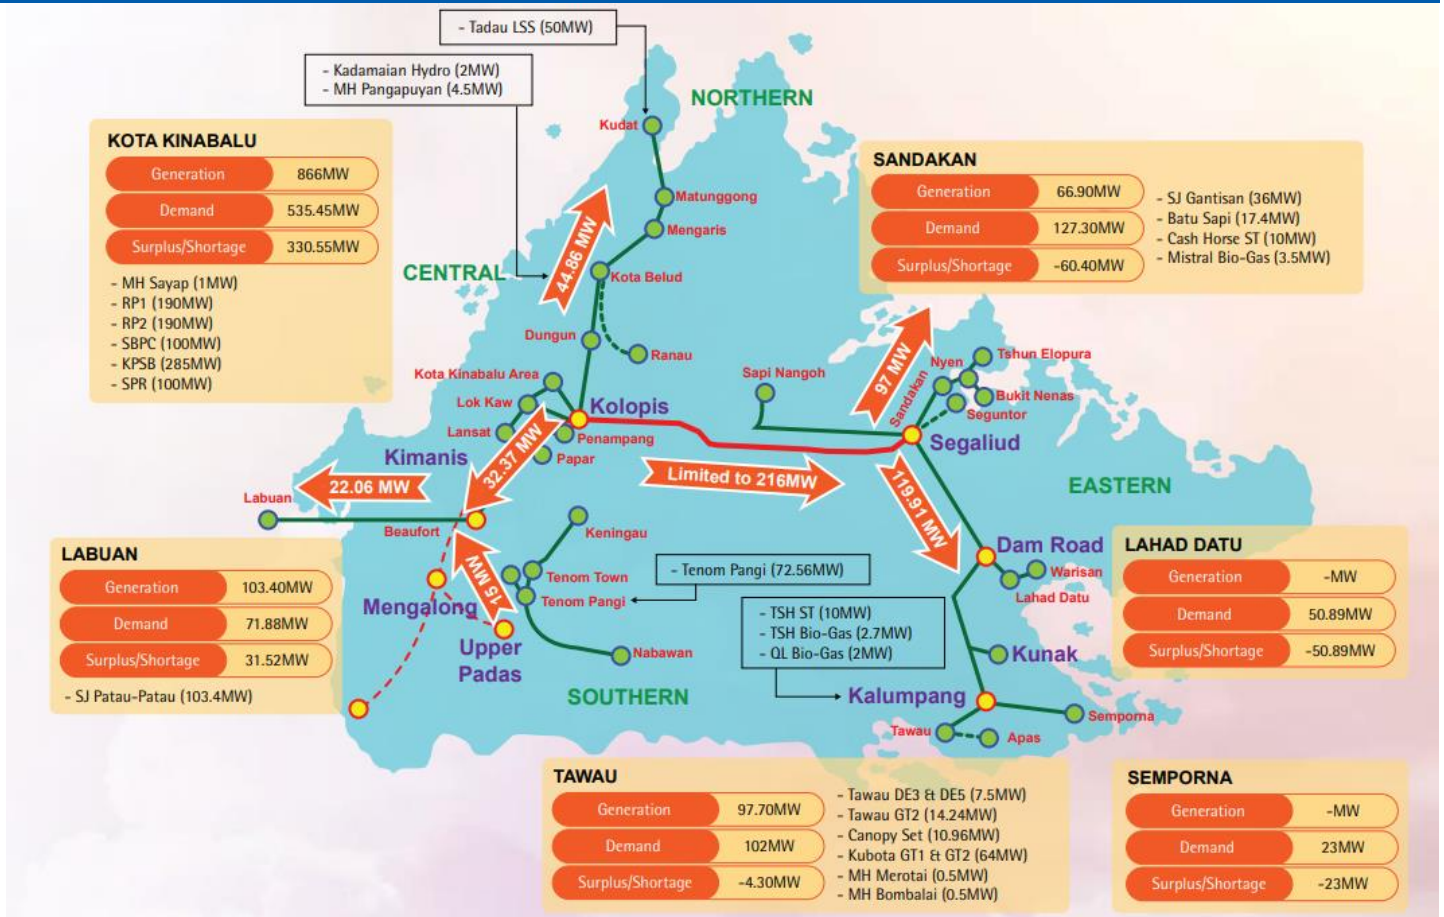 - Tadau LSS (50MW)
- Kadamaian Hydro (2MW)
- MH Pangapuyan (4.5MW)
NORTHERN
Kudat
KOTA KINABALU
Generation 866MW
Demand 535.45MW
Surplus/Shortage 330.55MW
- MH Sayap (1MW)
- RP1 (190MW)
- RP2 (190MW)
- SBPC (100MW)
- KPSB (285MW)
- SPR (100MW)
SANDAKAN
Generation 66.90MW
Demand 127.30MW
Surplus/Shortage -60.40MW
- SJ Gantisan (36MW)
- Batu Sapi (17.4MW)
- Cash Horse ST (10MW)
- Mistral Bio-Gas (3.5MW)
Matunggong
Mengaris
44.86 MW
CENTRAL
Kota Belud
Dungun
Ranau
Kota Kinabalu Area
Lok Kaw
Kolopis
Lansat
Penampang
Papar
Kimanis
32.37 MW
22.06 MW
Labuan
Beaufort
Sapi Nangoh
97 MW
Sandakan
Nyen
Tshun Elopura
Bukit Nenas
Seguntor
Segaliud
Limited to 216MW
119.91 MW
EASTERN
LABUAN
Generation 103.40MW
Demand 71.88MW
Surplus/Shortage 31.52MW
- SJ Patau-Patau (103.4MW)
15 MW
Mengalong
Upper
Padas
Keningau
Tenom Town
Tenom Pangi
- Tenom Pangi (72.56MW)
Nabawan
SOUTHERN
- TSH ST (10MW)
- TSH Bio-Gas (2.7MW)
- QL Bio-Gas (2MW)
Dam Road
Warisan
Lahad Datu
Kunak
Kalumpang
Semporna
Tawau
Apas
LAHAD DATU
Generation -MW
Demand 50.89MW
Surplus/Shortage -50.89MW
TAWAU
Generation 97.70MW
Demand 102MW
Surplus/Shortage -4.30MW
- Tawau DE3 & DE5 (7.5MW)
- Tawau GT2 (14.24MW)
- Canopy Set (10.96MW)
- Kubota GT1 & GT2 (64MW)
- MH Merotai (0.5MW)
- MH Bombalai (0.5MW)
SEMPORNA
Generation -MW
Demand 23MW
Surplus/Shortage -23MW